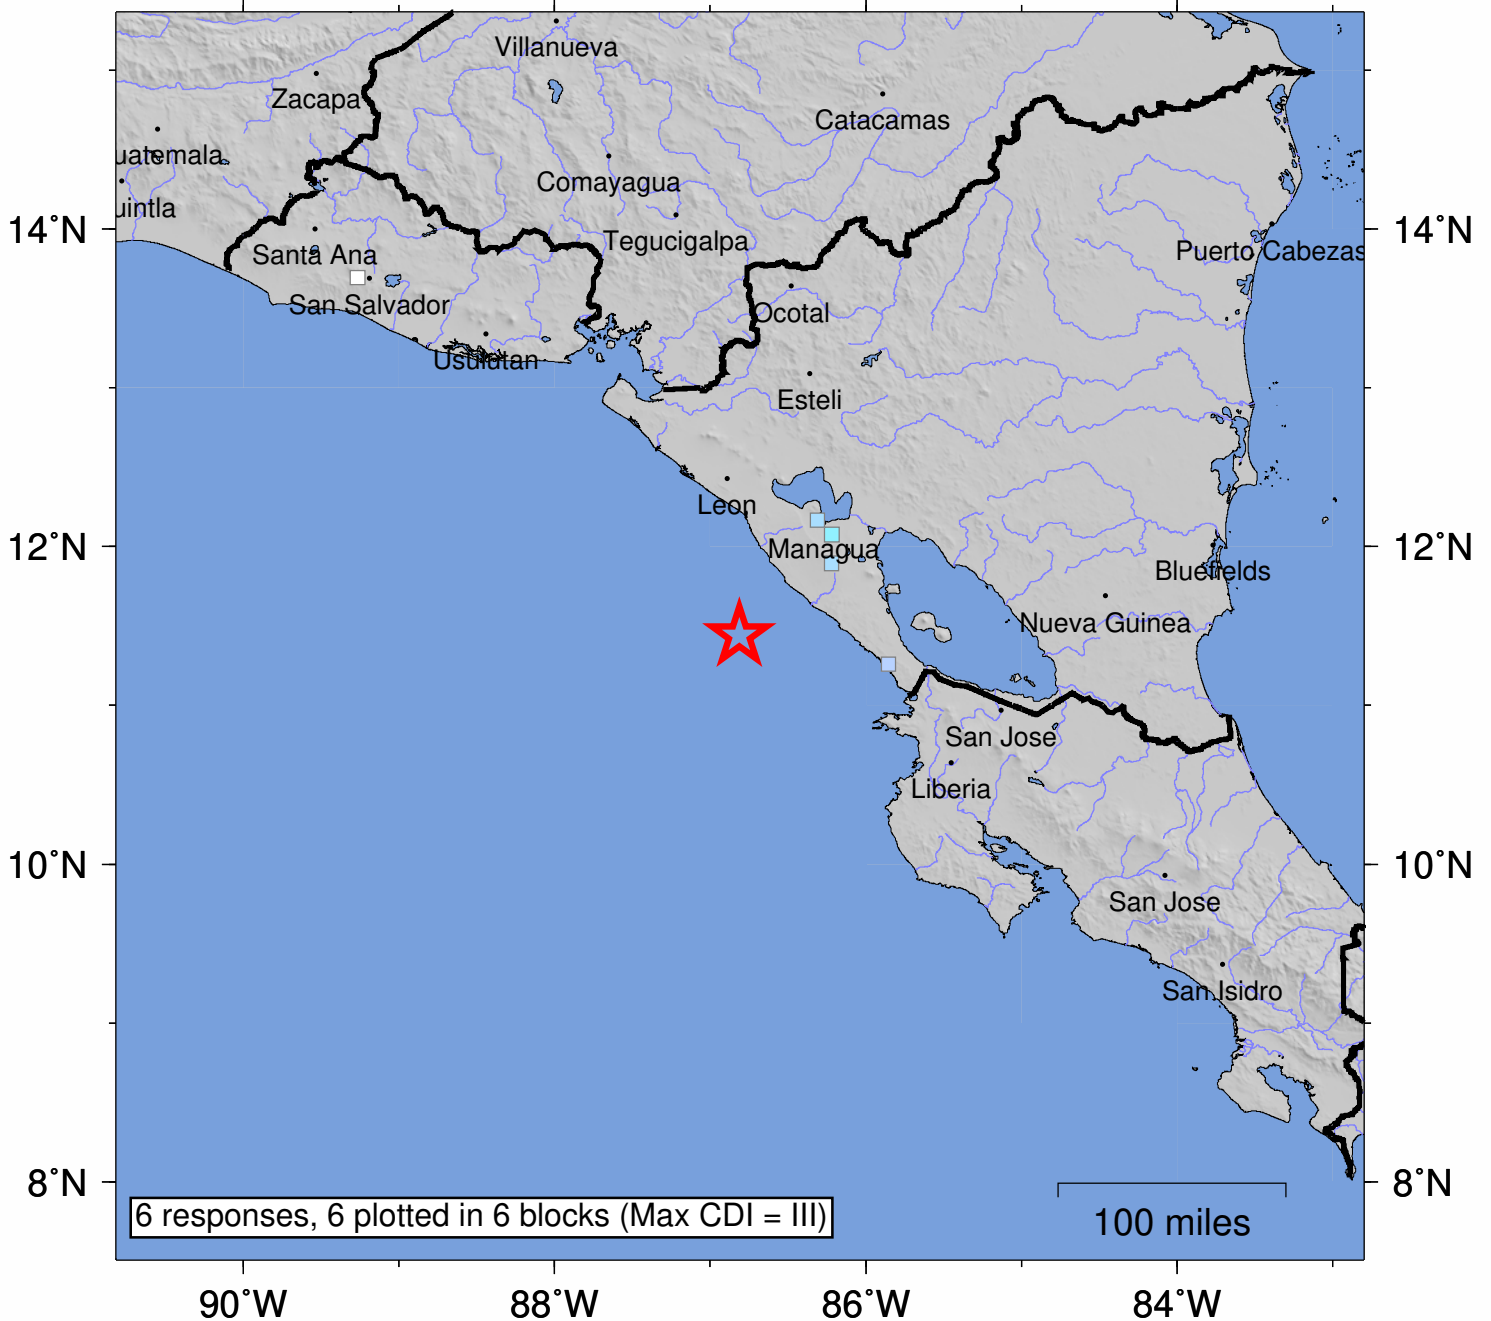 Villanueva
Zacapa
Catacamas
uatemala
Comayagua
uintla
14°N
Tegucigalpa
14°N
Santa Ana
Puerto Cabezas
San Salvador
Ocotal
Usulutan
Esteli
Leon
12°N
Managua
12°N
Bluefields
Nueva Guinea
San Jose
Liberia
10°N
10°N
San Jose
San Isidro
8°N
8°N
6 responses, 6 plotted in 6 blocks (Max CDI = III)
100 miles
90°W
88°W
86°W
84°W